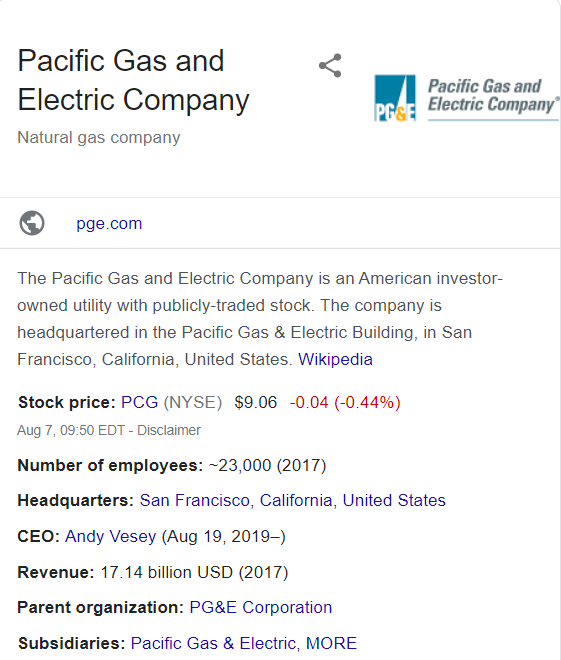 Pacific Gas and
Electric Company
Natural gas company
PG&E
Pacific Gas and
Electric Company®
pge.com
The Pacific Gas and Electric Company is an American investor-
owned utility with publicly-traded stock. The company is
headquartered in the Pacific Gas & Electric Building, in San
Francisco, California, United States. Wikipedia
Stock price: PCG (NYSE) $9.06 -0.04 (-0.44%)
Aug 7, 09:50 EDT - Disclaimer
Number of employees: ~23,000 (2017)
Headquarters: San Francisco, California, United States
CEO: Andy Vesey (Aug 19, 2019–)
Revenue: 17.14 billion USD (2017)
Parent organization: PG&E Corporation
Subsidiaries: Pacific Gas & Electric, MORE